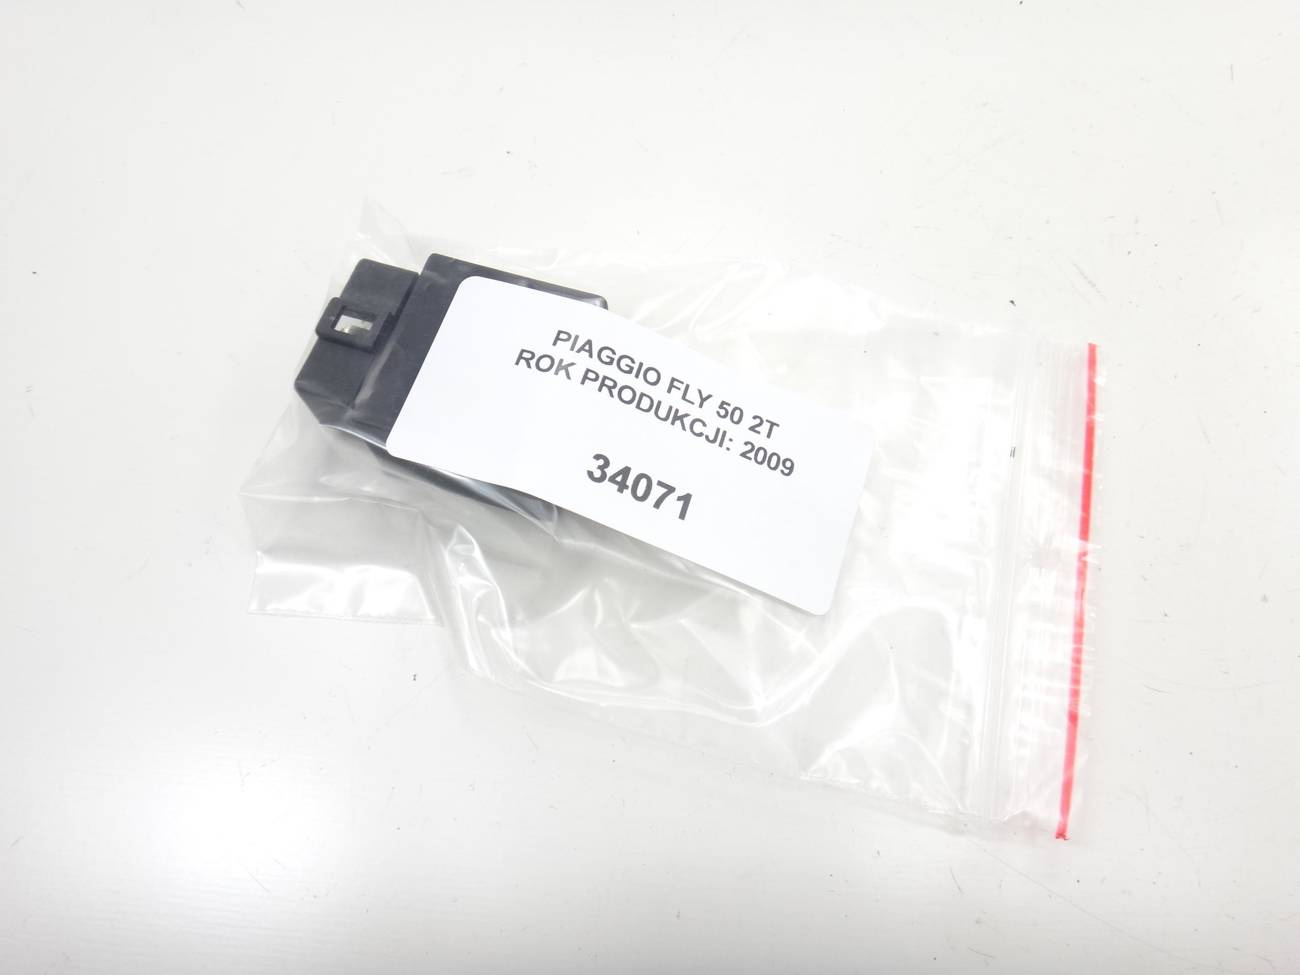 PIAGGIO FLY 50 2T
ROK PRODUKCJI: 2009
34071